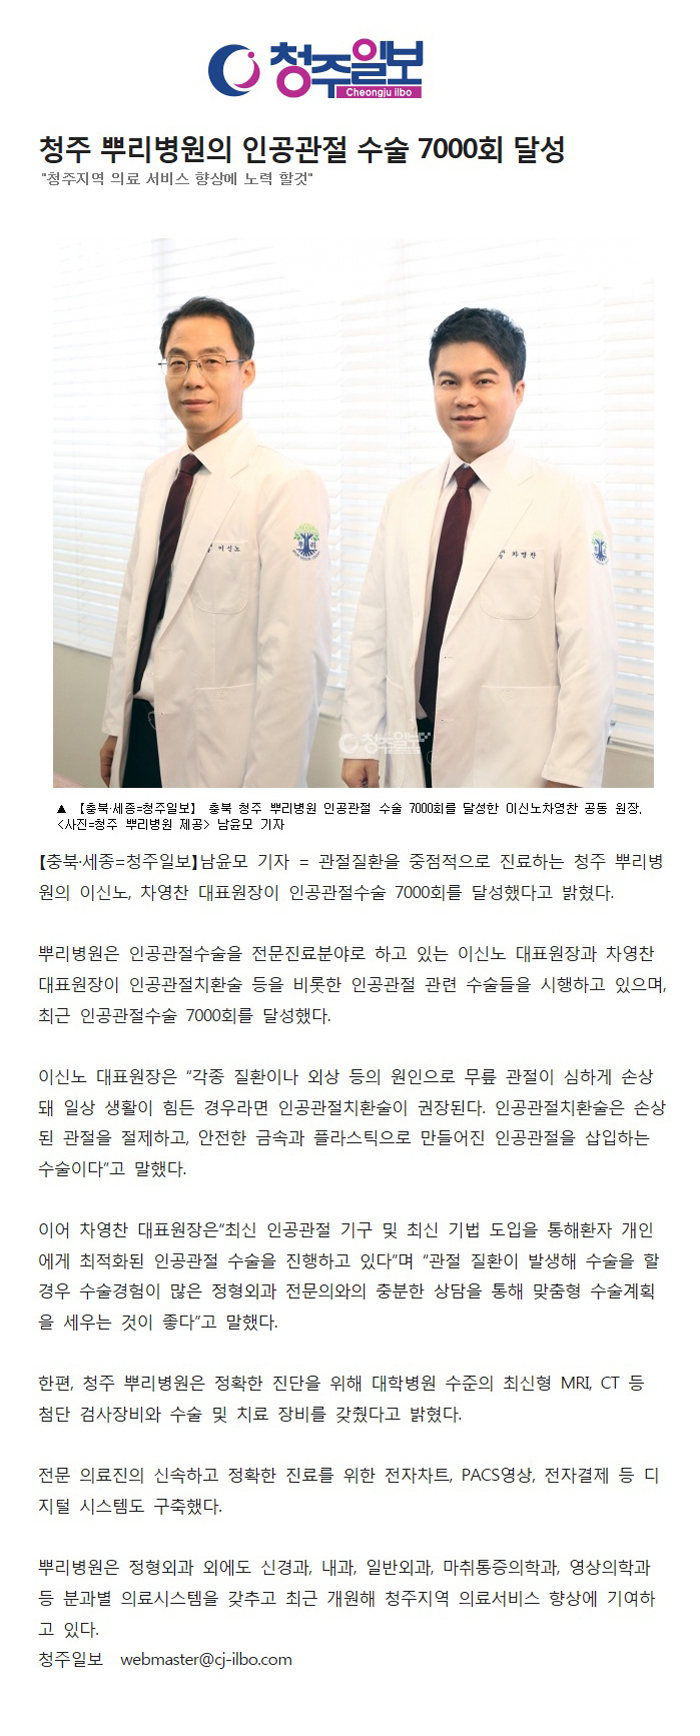 청주일보
Cheongju ilbo
청주 뿌리병원의 인공관절 수술 7000회 달성
"청주지역 의료 서비스 향상에 노력 할것"
이신노
차영찬
청주일보
▲ 【충북·세종=청주일보】 충북 청주 뿌리병원 인공관절 수술 7000회를 달성한 이신노차영찬 공동 원장.
<사진=청주 뿌리병원 제공> 남윤모 기자
【충북·세종=청주일보】남윤모 기자 = 관절질환을 중점적으로 진료하는 청주 뿌리병
원의 이신노, 차영찬 대표원장이 인공관절수술 7000회를 달성했다고 밝혔다.
뿌리병원은 인공관절수술을 전문진료분야로 하고 있는 이신노 대표원장과 차영찬
대표원장이 인공관절치환술 등을 비롯한 인공관절 관련 수술들을 시행하고 있으며,
최근 인공관절수술 7000회를 달성했다.
이신노 대표원장은 “각종 질환이나 외상 등의 원인으로 무릎 관절이 심하게 손상
돼 일상 생활이 힘든 경우라면 인공관절치환술이 권장된다. 인공관절치환술은 손상
된 관절을 절제하고, 안전한 금속과 플라스틱으로 만들어진 인공관절을 삽입하는
수술이다”고 말했다.
이어 차영찬 대표원장은“최신 인공관절 기구 및 최신 기법 도입을 통해환자 개인
에게 최적화된 인공관절 수술을 진행하고 있다”며 “관절 질환이 발생해 수술을 할
경우 수술경험이 많은 정형외과 전문의와의 충분한 상담을 통해 맞춤형 수술계획
을 세우는 것이 좋다”고 말했다.
한편, 청주 뿌리병원은 정확한 진단을 위해 대학병원 수준의 최신형 MRI, CT 등
첨단 검사장비와 수술 및 치료 장비를 갖췄다고 밝혔다.
전문 의료진의 신속하고 정확한 진료를 위한 전자차트, PACS영상, 전자결제 등 디
지털 시스템도 구축했다.
뿌리병원은 정형외과 외에도 신경과, 내과, 일반외과, 마취통증의학과, 영상의학과
등 분과별 의료시스템을 갖추고 최근 개원해 청주지역 의료서비스 향상에 기여하
고 있다.
청주일보 webmaster@cj-ilbo.com